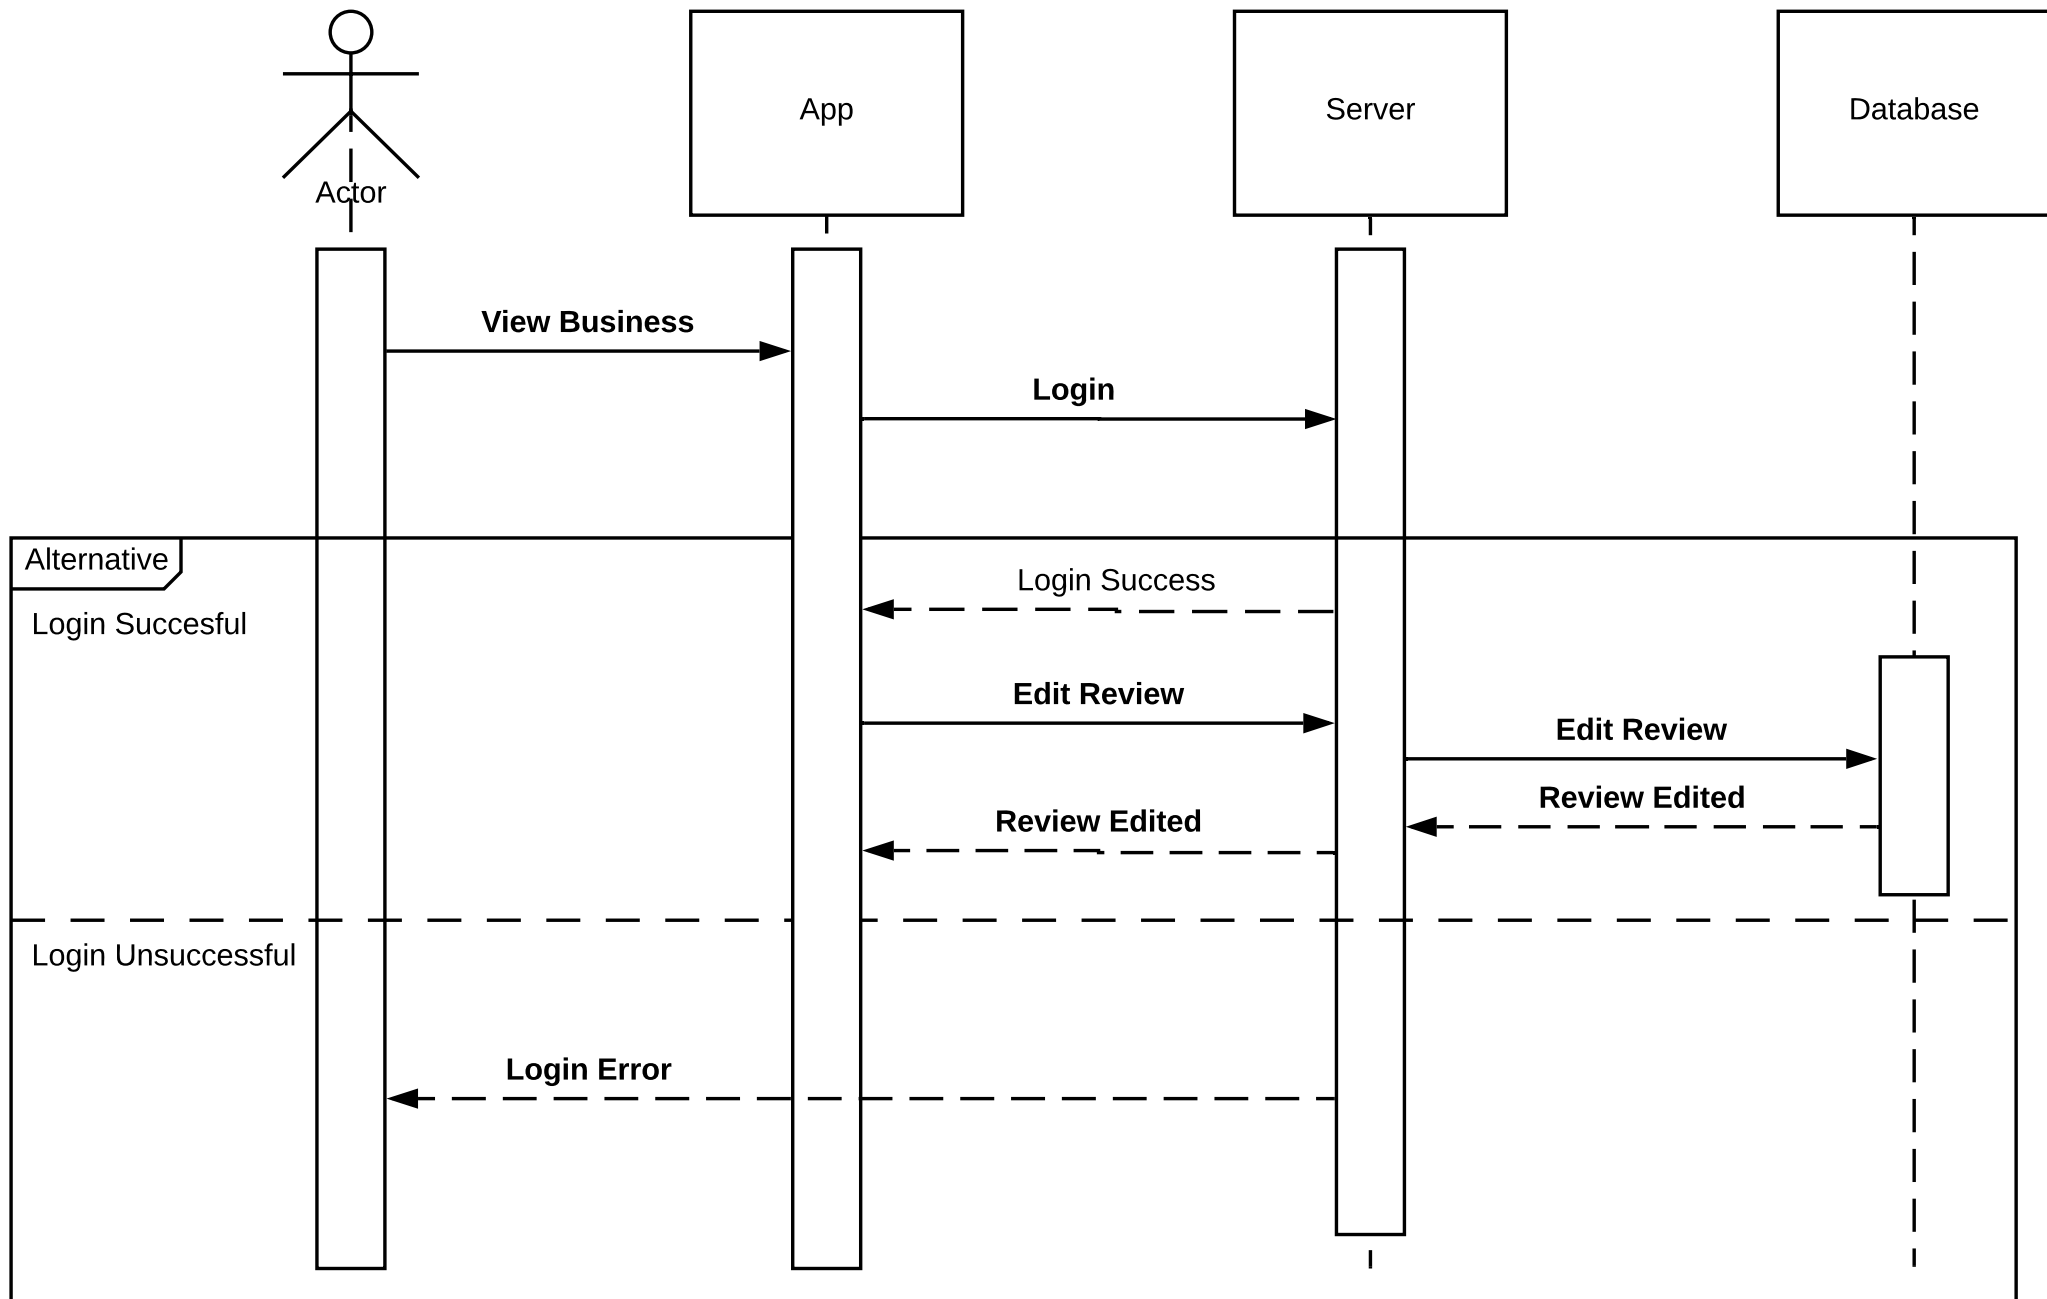 Actor
App
Server
Database
View Business
Login
Alternative
Login Success
Login Succesful
Edit Review
Edit Review
Review Edited
Review Edited
Login Unsuccessful
Login Error